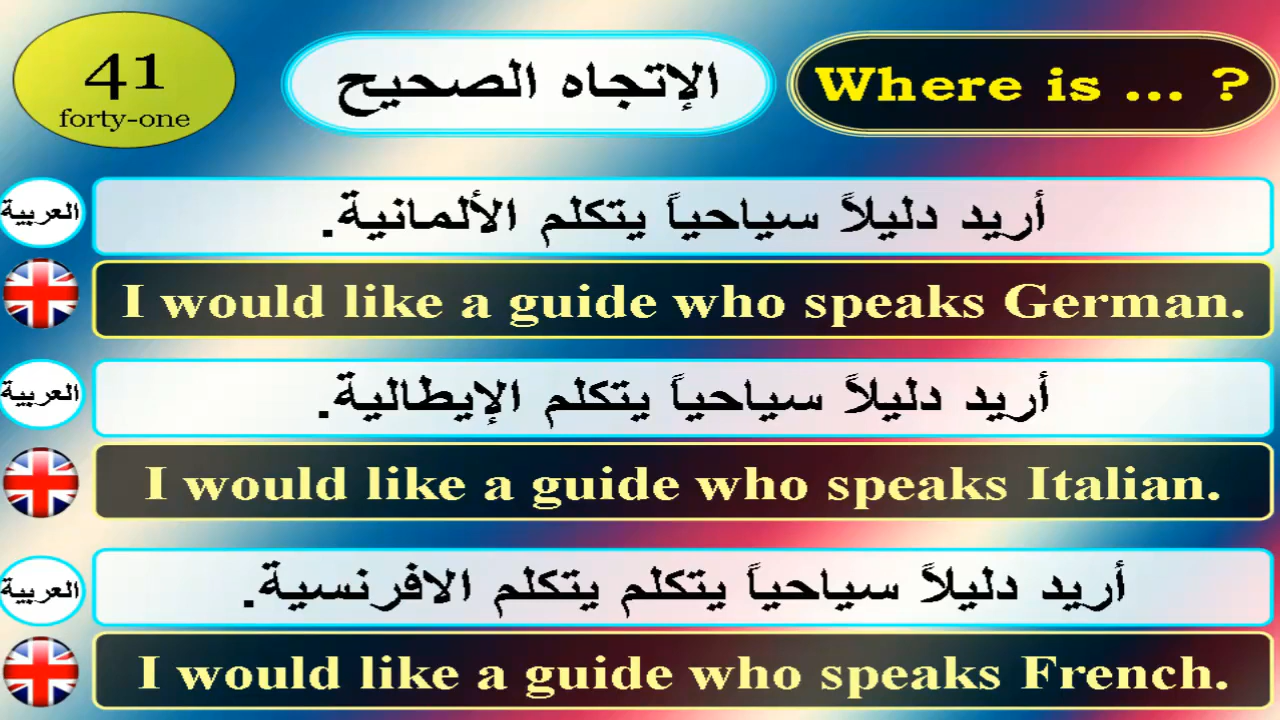 41
forty-one
الإتجاه الصحيح
Where is ... ?
العربية
أريد دليلاً سياحياً يتكلم الألمانية.
I would like a guide who speaks German.
العربية
أريد دليلاً سياحياً يتكلم الإيطالية.
I would like a guide who speaks Italian.
العربية
أريد دليلاً سياحياً يتكلم يتكلم الافرنسية.
I would like a guide who speaks French.